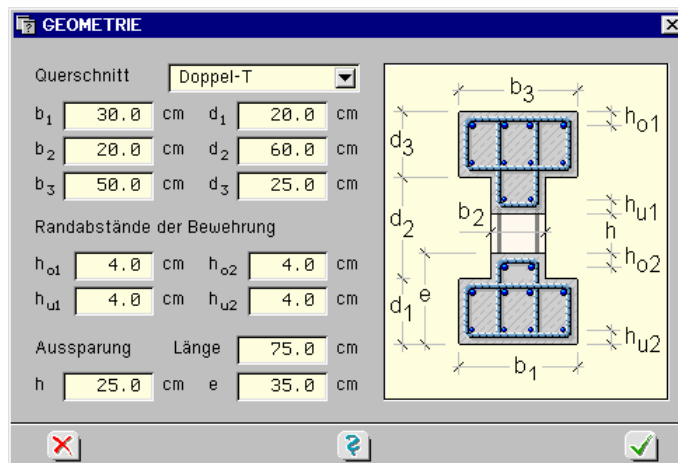 GEOMETRIE
Querschnitt Doppel-T
b1 30.0 cm d1 20.0 cm
b2 20.0 cm d2 60.0 cm
b3 50.0 cm d3 25.0 cm
Randabstände der Bewehrung
ho1 4.0 cm ho2 4.0 cm
hu1 4.0 cm hu2 4.0 cm
Aussparung Länge 75.0 cm
h 25.0 cm e 35.0 cm
b3
ho1
d3
hu1
b2
d2
h
ho2
e
d1
hu2
b1